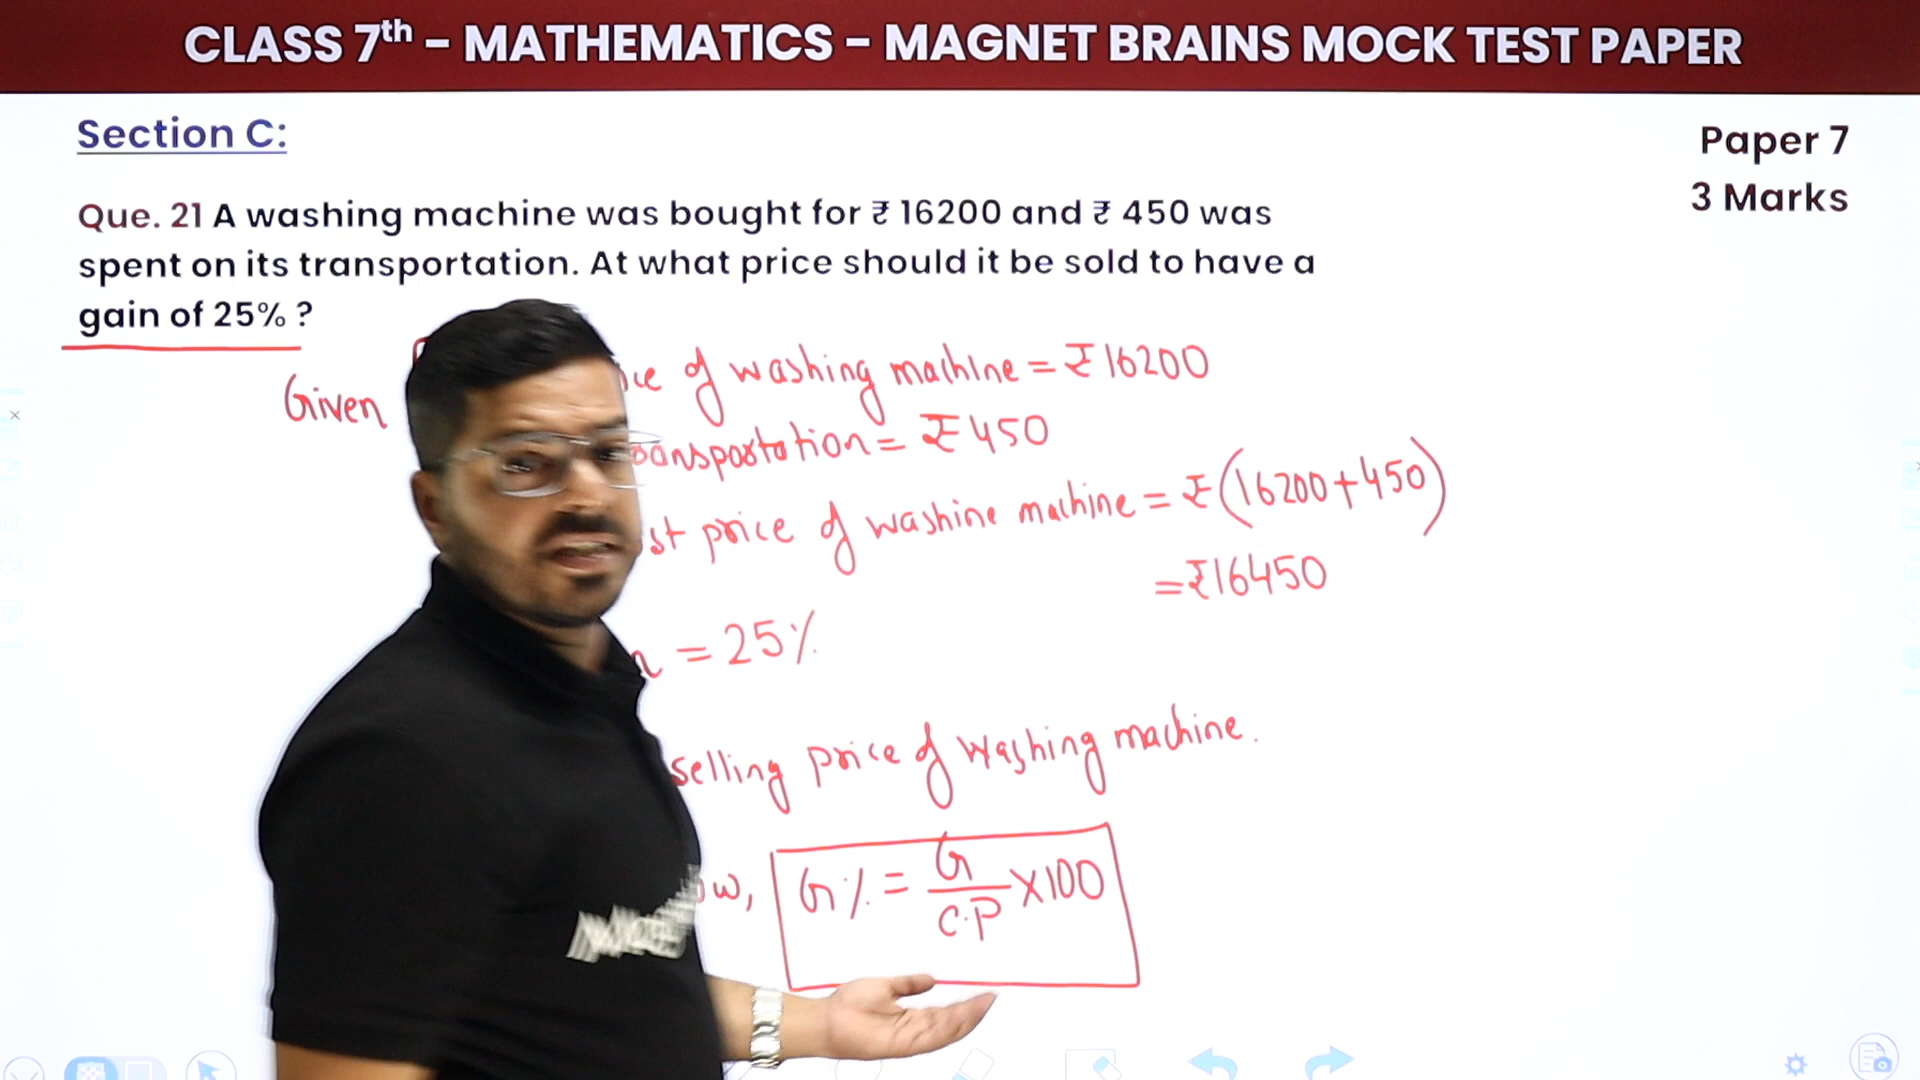 CLASS 7th – MATHEMATICS – MAGNET BRAINS MOCK TEST PAPER
Section C:
Paper 7
3 Marks
Que. 21 A washing machine was bought for ₹ 16200 and ₹ 450 was
spent on its transportation. At what price should it be sold to have a
gain of 25% ?
Given of washing machine = ₹16200
= ₹450
price of washine machine = ₹(16200+450)
= ₹16450
= 25%
selling price of washing machine.
G% = G/C.P ×100